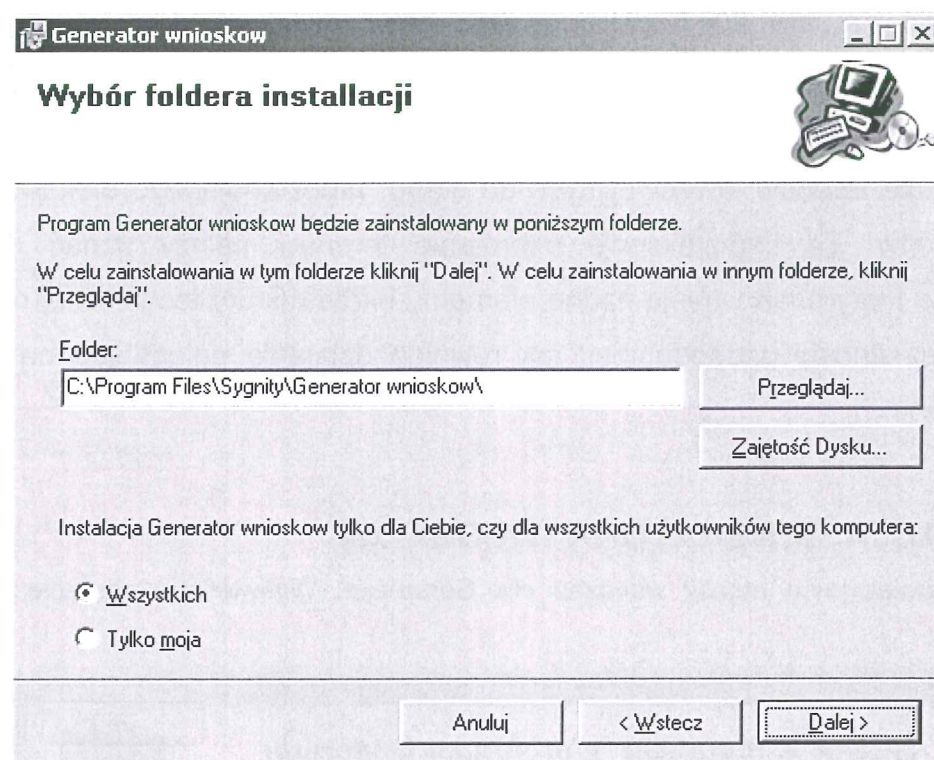 Generator wnioskow
Wybór foldera installacji
Program Generator wnioskow będzie zainstalowany w poniższym folderze.
W celu zainstalowania w tym folderze kliknij "Dalej". W celu zainstalowania w innym folderze, kliknij
"Przeglądaj".
Folder:
C:\Program Files\Sygnity\Generator wnioskow\
Przeglądaj...
Zajętość Dysku...
Instalacja Generator wnioskow tylko dla Ciebie, czy dla wszystkich użytkowników tego komputera:
Wszystkich
Tylko moja
Anuluj
< Wstecz
Dalej >